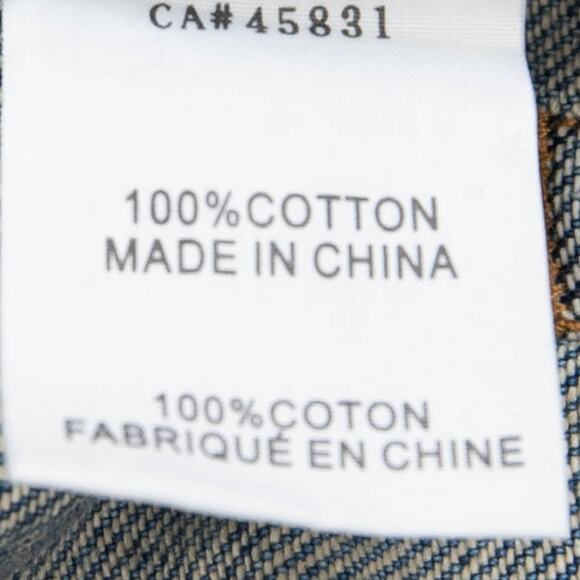 CA#45831
100%COTTON
MADE IN CHINA
100%COTON
FABRIQUÉ EN CHINE